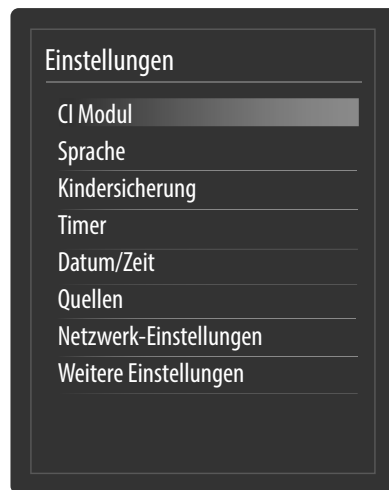 Einstellungen
CI Modul
Sprache
Kindersicherung
Timer
Datum/Zeit
Quellen
Netzwerk-Einstellungen
Weitere Einstellungen